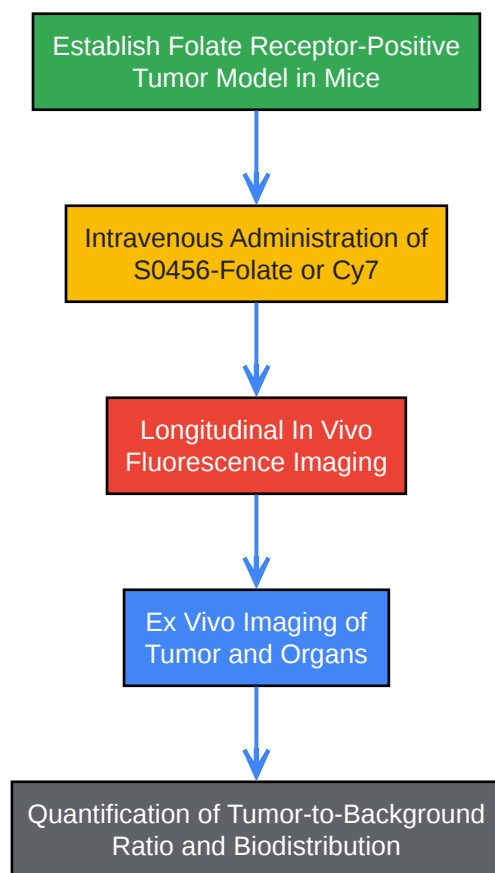 Establish Folate Receptor-Positive
Tumor Model in Mice
Intravenous Administration of
S0456-Folate or Cy7
Longitudinal In Vivo
Fluorescence Imaging
Ex Vivo Imaging of
Tumor and Organs
Quantification of Tumor-to-Background
Ratio and Biodistribution